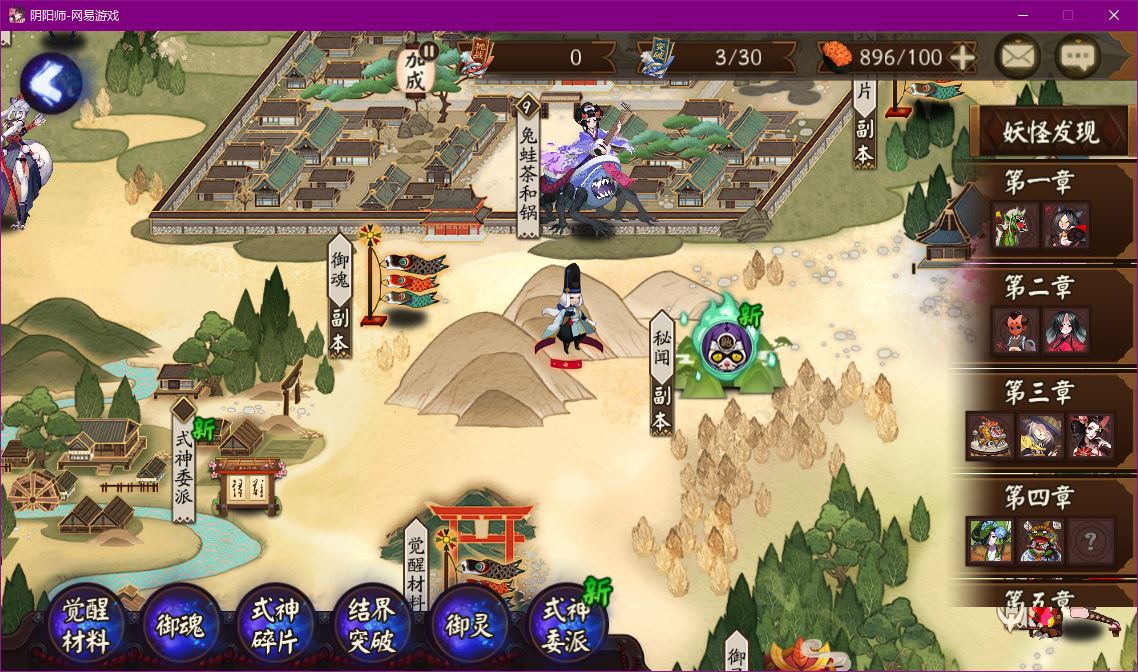 阴阳师-网易游戏
加成
挑战
0
突破
3/30
896/100
片副本
妖怪发现
第一章
第二章
第三章
第四章
?
第五章
9
兔蛙茶和锅
御魂副本
秘闻副本
新
式神委派
新
觉醒材料
御
觉醒
材料
御魂
式神
碎片
结界
突破
御灵
式神
委派
新